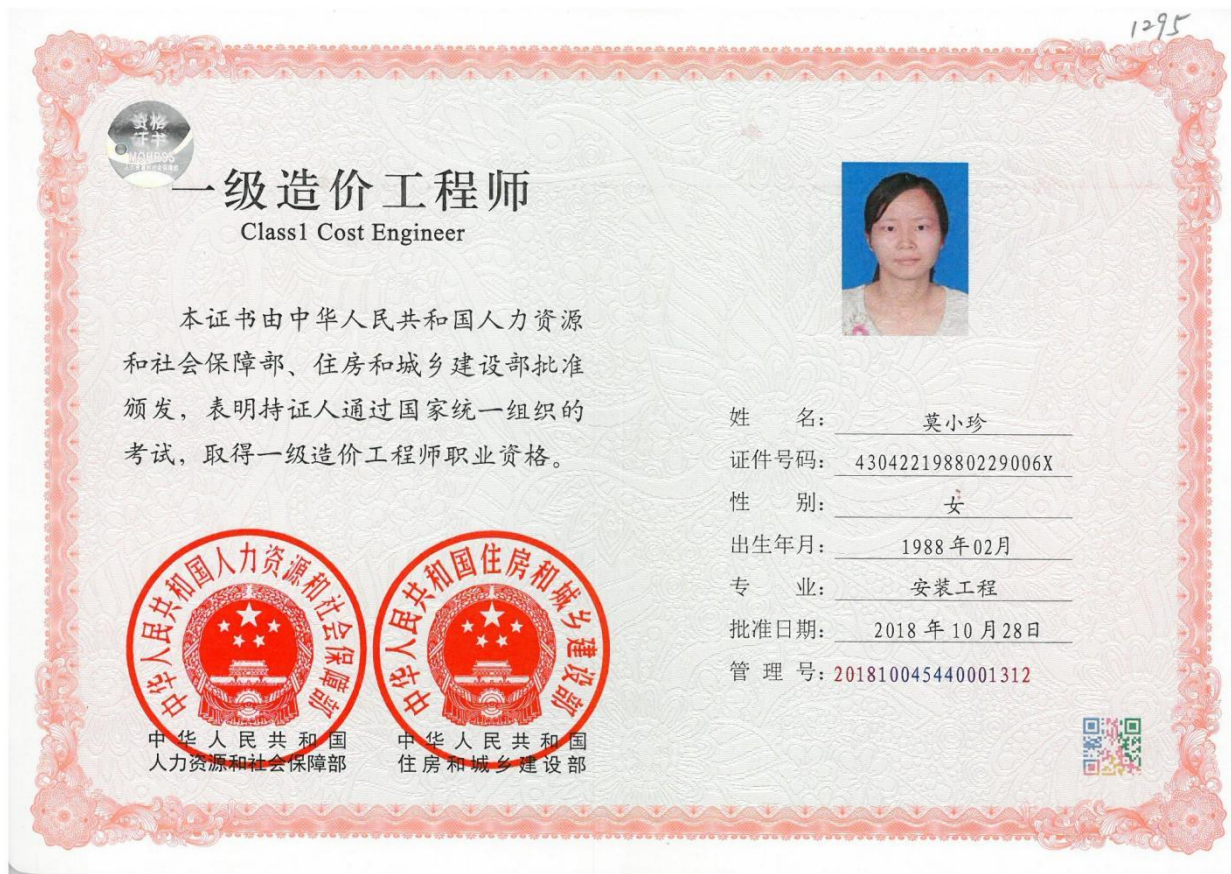 1295
资格
证书
MOHRSS
一级造价工程师
Class1 Cost Engineer
本证书由中华人民共和国人力资源
和社会保障部、住房和城乡建设部批准
颁发，表明持证人通过国家统一组织的
考试，取得一级造价工程师职业资格。
中华人民共和国人力资源和社会保障部
中华人民共和国住房和城乡建设部
中华人民共和国
人力资源和社会保障部
中华人民共和国
住房和城乡建设部
姓 名： 莫小珍
证件号码： 43042219880229006X
性 别： 女
出生年月： 1988年02月
专 业： 安装工程
批准日期： 2018年10月28日
管 理 号：201810045440001312